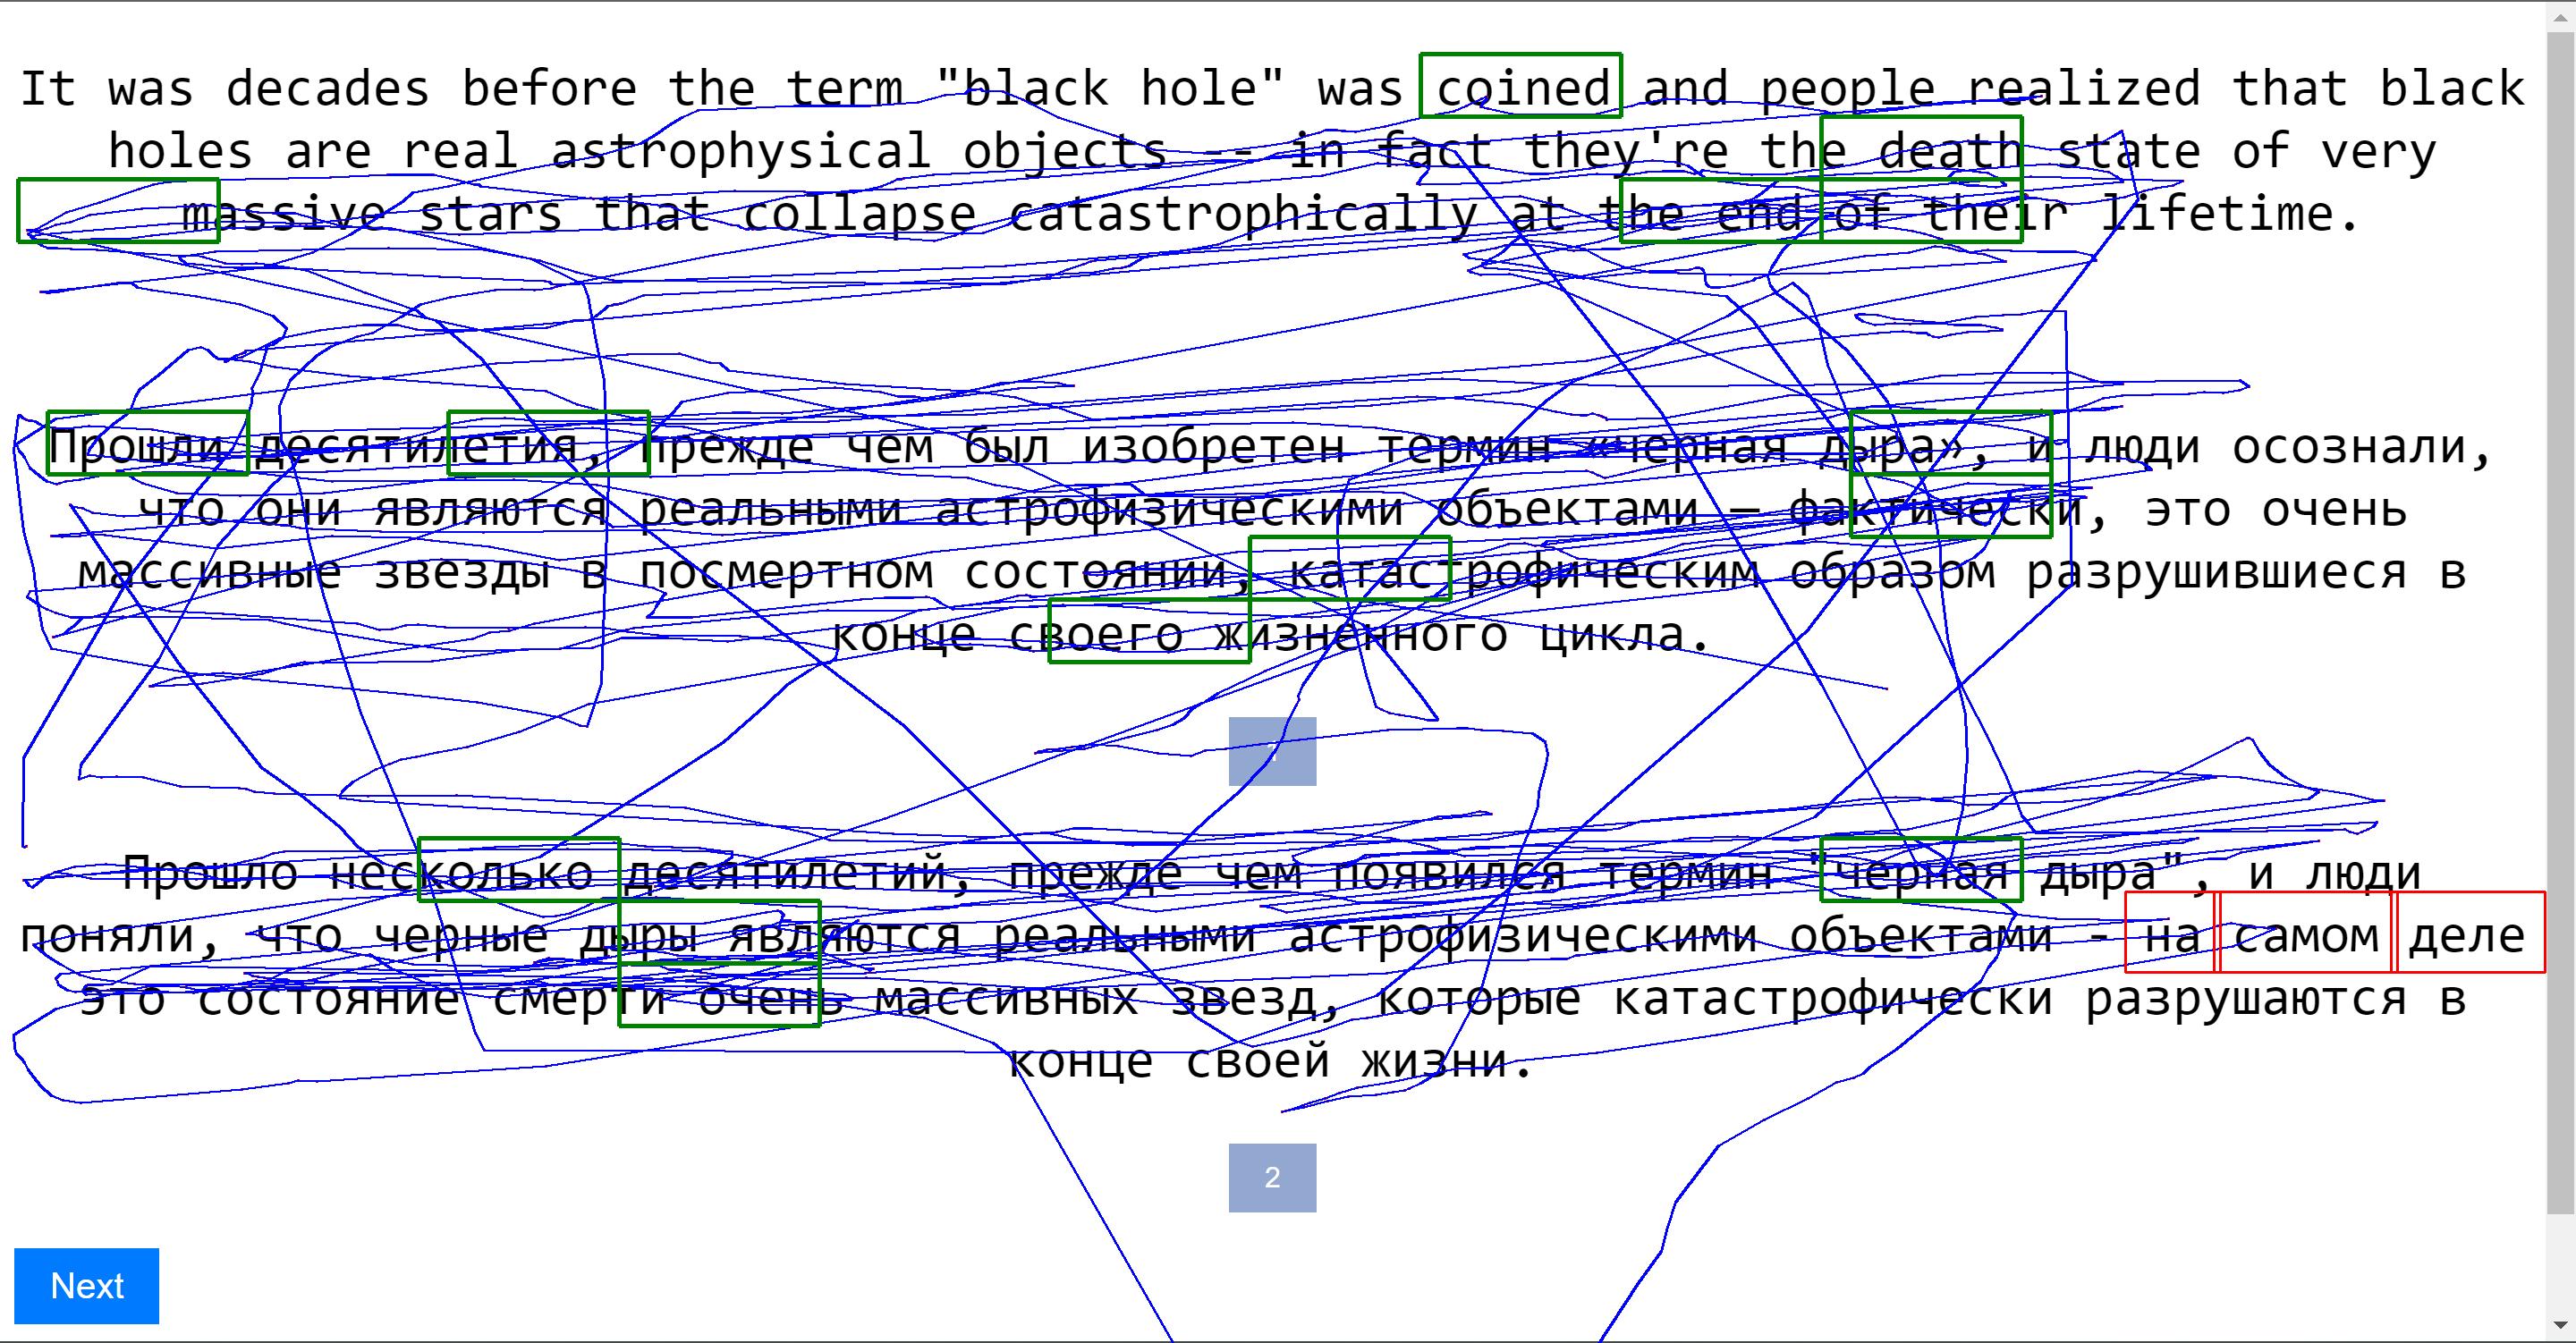 It was decades before the term "black hole" was coined and people realized that black
holes are real astrophysical objects -- in fact they're the death state of very
massive stars that collapse catastrophically at the end of their lifetime.
Прошли десятилетия, прежде чем был изобретен термин «черная дыра», и люди осознали,
что они являются реальными астрофизическими объектами — фактически, это очень
массивные звезды в посмертном состоянии, катастрофическим образом разрушившиеся в
конце своего жизненного цикла.
1
Прошло несколько десятилетий, прежде чем появился термин "черная дыра", и люди
поняли, что черные дыры являются реальными астрофизическими объектами - на самом деле
это состояние смерти очень массивных звезд, которые катастрофически разрушаются в
конце своей жизни.
2
Next